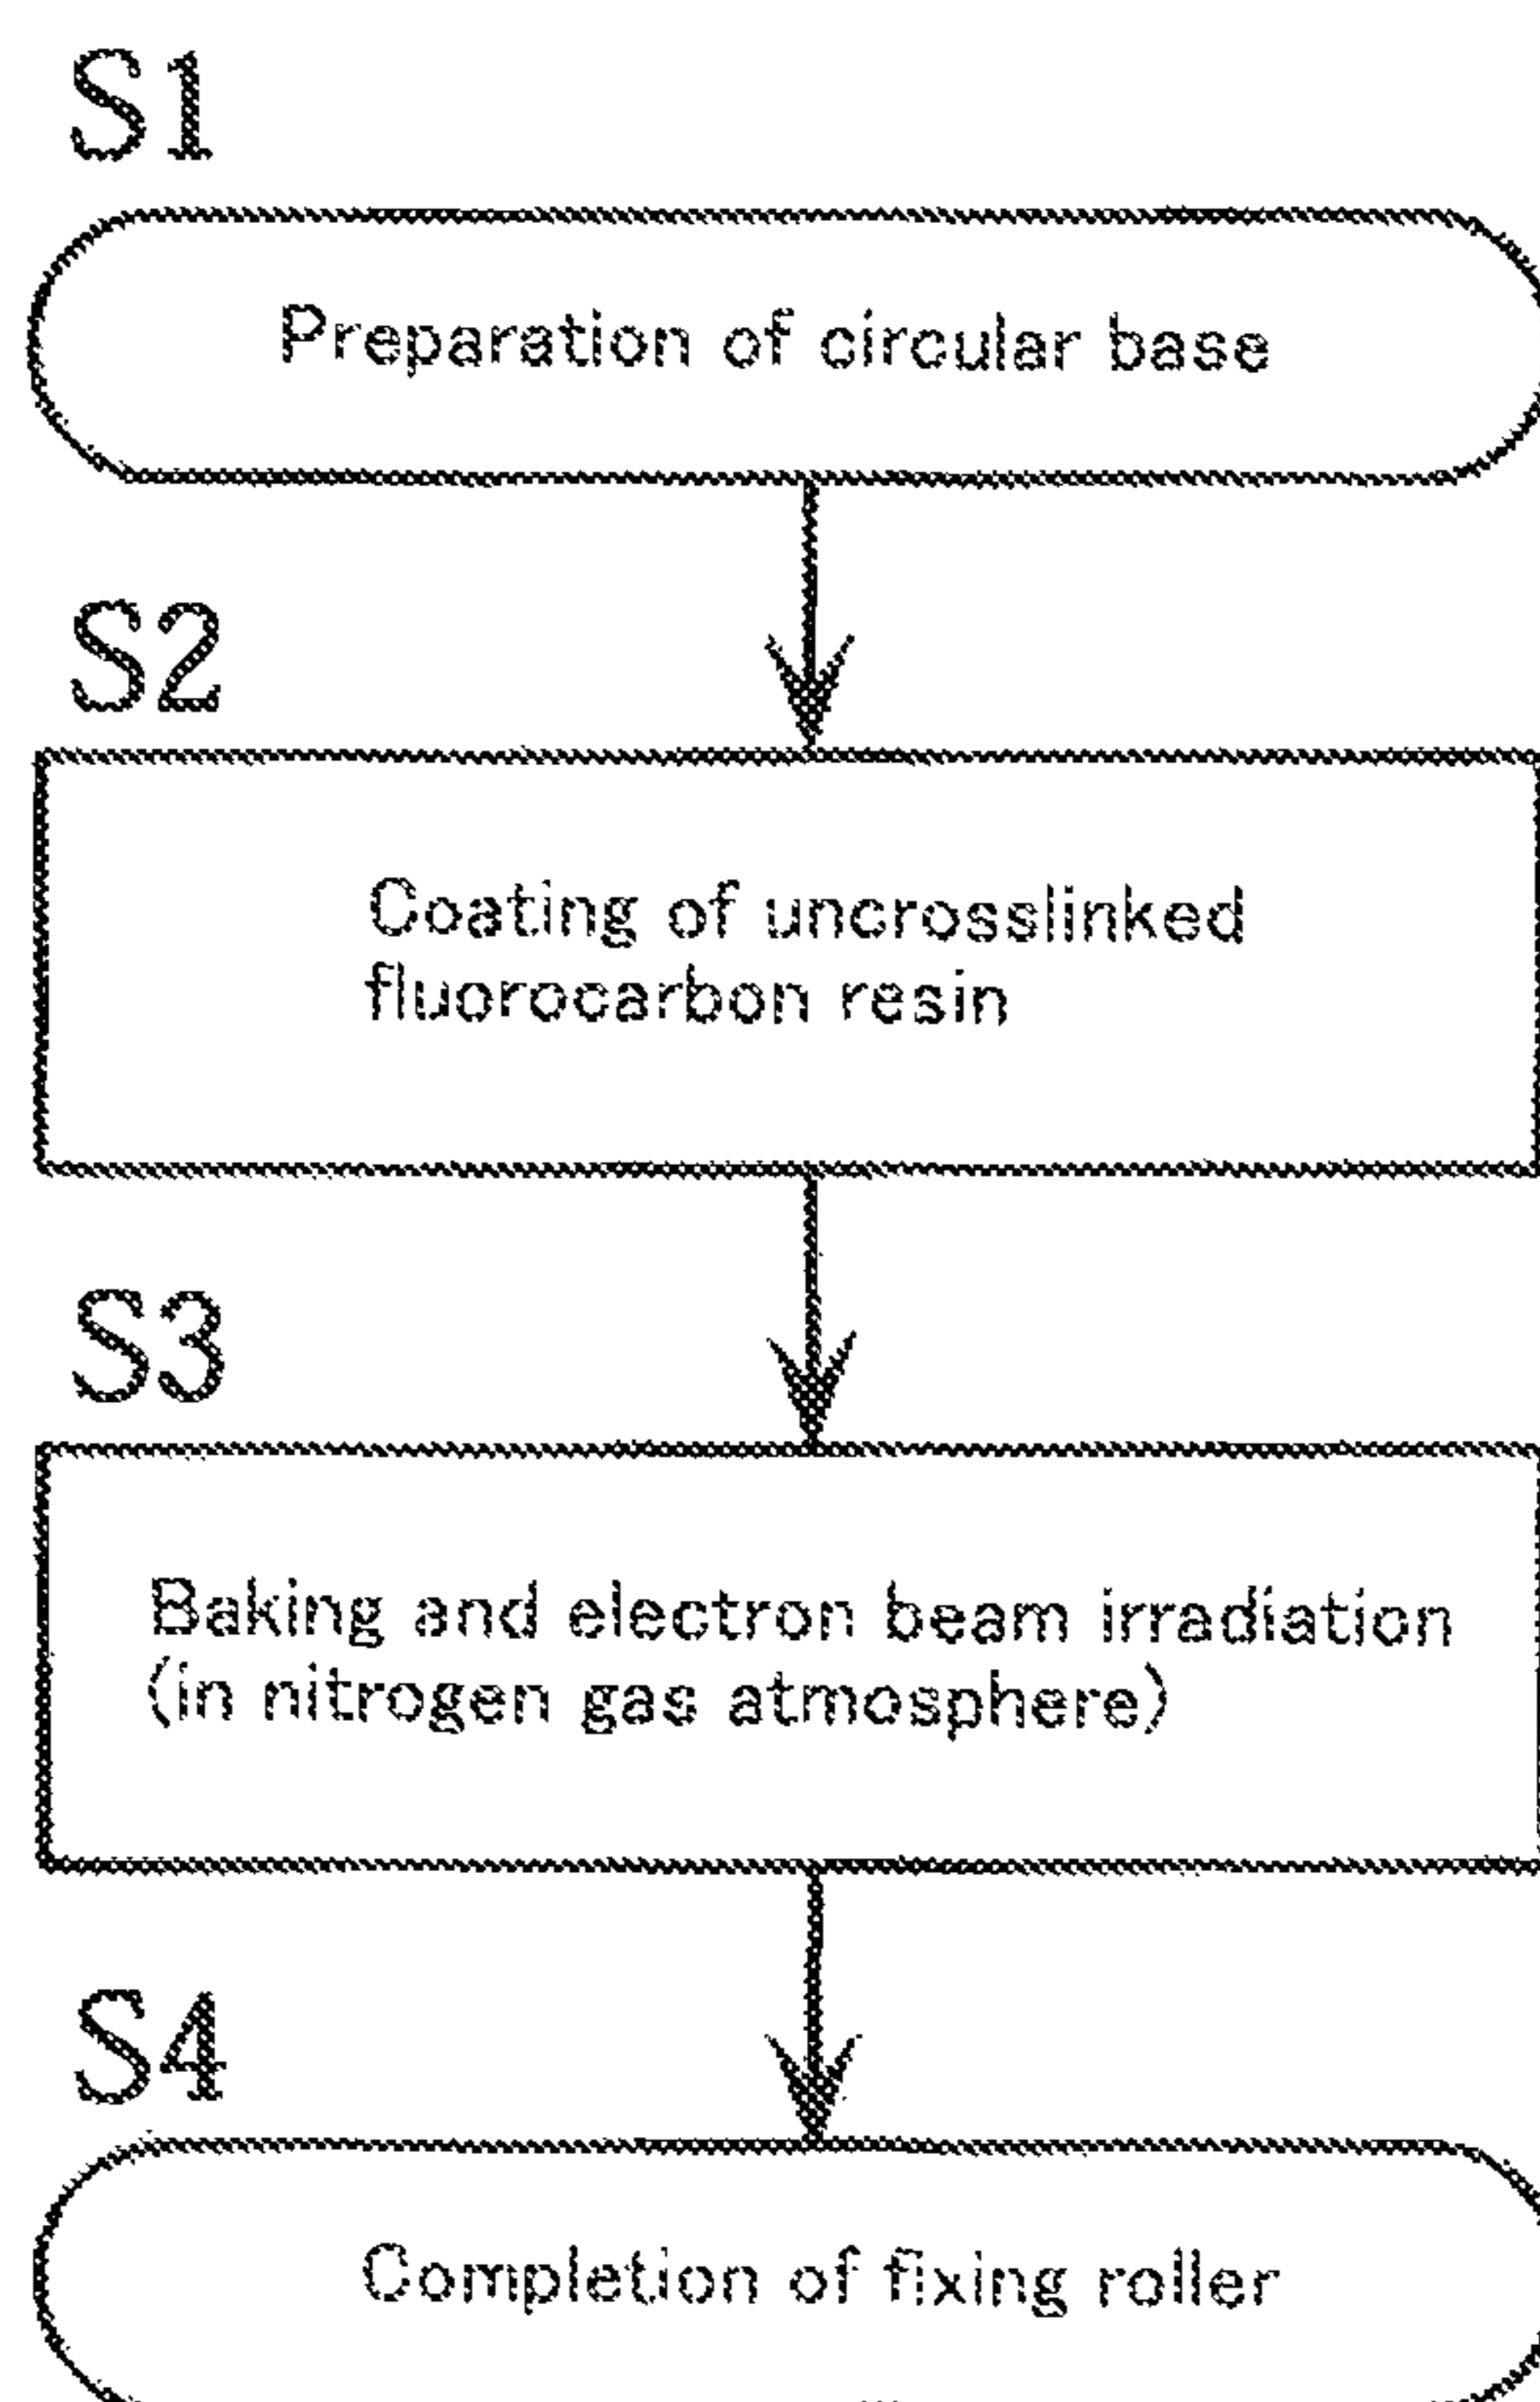 S1
Preparation of circular base
S2
Coating of uncrosslinked
fluorocarbon resin
S3
Baking and electron beam irradiation
(in nitrogen gas atmosphere)
S4
Completion of fixing roller